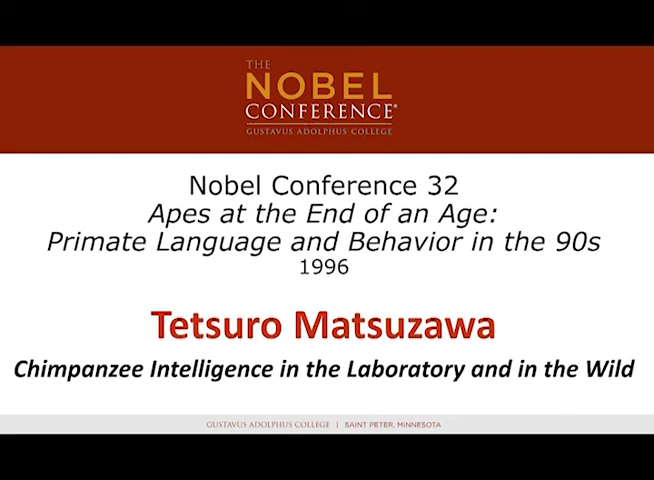 THE
NOBEL
CONFERENCE®
GUSTAVUS ADOLPHUS COLLEGE
Nobel Conference 32
Apes at the End of an Age:
Primate Language and Behavior in the 90s
1996
Tetsuro Matsuzawa
Chimpanzee Intelligence in the Laboratory and in the Wild
GUSTAVUS ADOLPHUS COLLEGE | SAINT PETER, MINNESOTA